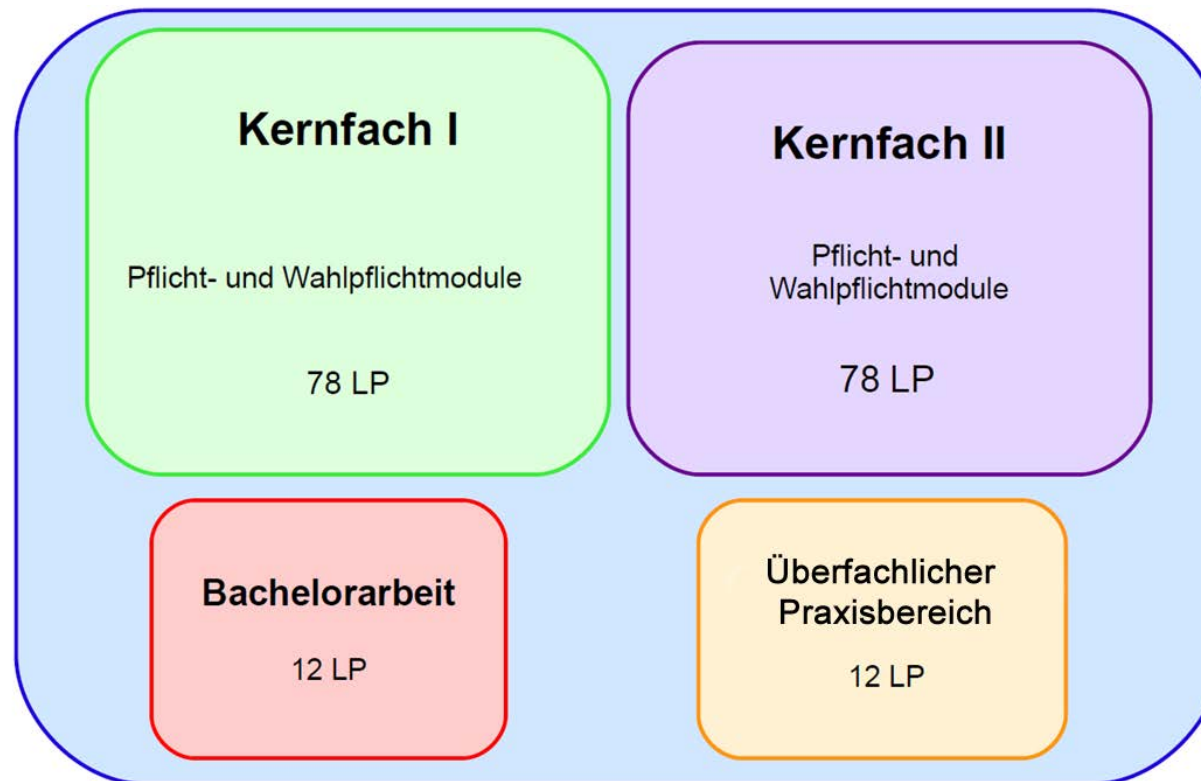 Kernfach I
Pflicht- und Wahlpflichtmodule
78 LP
Kernfach II
Pflicht- und
Wahlpflichtmodule
78 LP
Bachelorarbeit
12 LP
Überfachlicher
Praxisbereich
12 LP